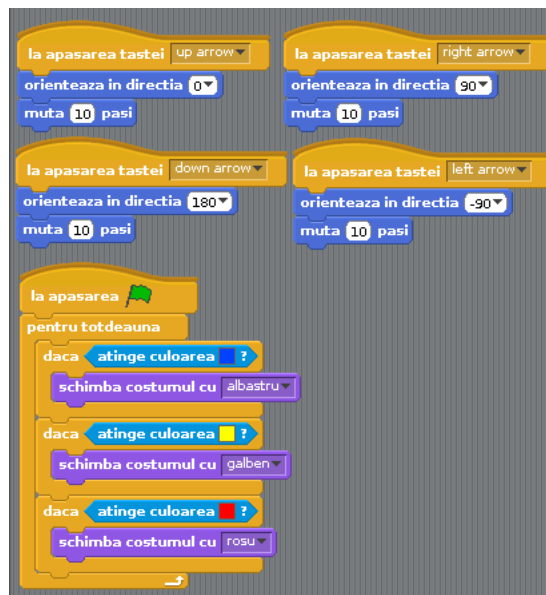 la apasarea tastei up arrow
orienteaza in directia 0
muta 10 pasi
la apasarea tastei right arrow
orienteaza in directia 90
muta 10 pasi
la apasarea tastei down arrow
orienteaza in directia 180
muta 10 pasi
la apasarea tastei left arrow
orienteaza in directia -90
muta 10 pasi
la apasarea
pentru totdeauna
daca atinge culoarea ?
schimba costumul cu albastru
daca atinge culoarea ?
schimba costumul cu galben
daca atinge culoarea ?
schimba costumul cu rosu